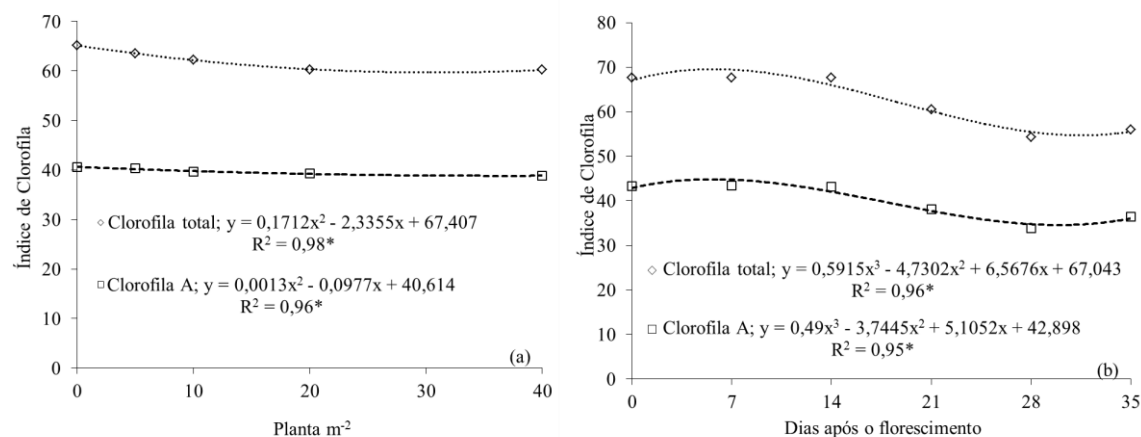 70
60
50
40
30
20
10
0
Índice de Clorofila
Clorofila total; y = 0,1712x² - 2,3355x + 67,407
R² = 0,98*
Clorofila A; y = 0,0013x² - 0,0977x + 40,614
R² = 0,96*
(a)
0 10 20 30 40
Planta m⁻²
80
70
60
50
40
30
20
10
0
Índice de Clorofila
Clorofila total; y = 0,5915x³ - 4,7302x² + 6,5676x + 67,043
R² = 0,96*
Clorofila A; y = 0,49x³ - 3,7445x² + 5,1052x + 42,898
R² = 0,95*
(b)
0 7 14 21 28 35
Dias após o florescimento